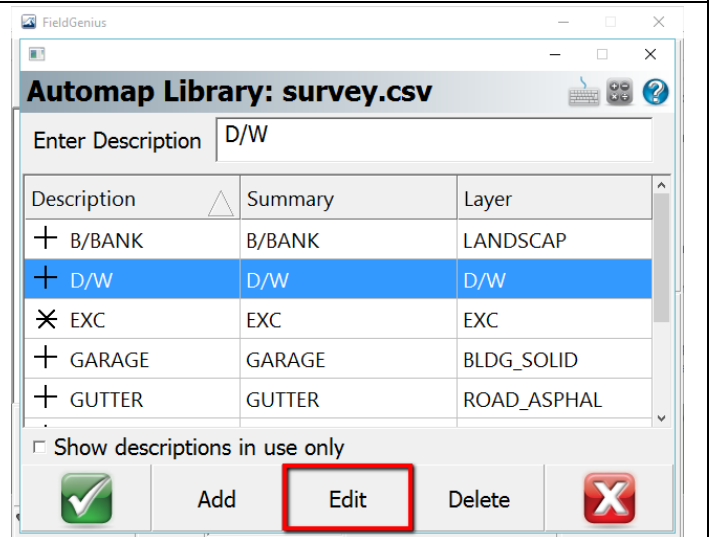 FieldGenius
Automap Library: survey.csv
Enter Description D/W
Description Summary Layer
B/BANK B/BANK LANDSCAP
D/W D/W D/W
EXC EXC EXC
GARAGE GARAGE BLDG_SOLID
GUTTER GUTTER ROAD_ASPHAL
Show descriptions in use only
Add Edit Delete